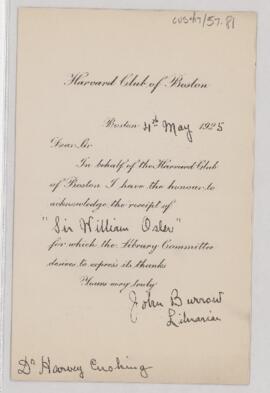 CUS417/57.81
Harvard Club of Boston
Boston 4th May 1925
Dear Sir
In behalf of the Harvard Club
of Boston I have the honour to
acknowledge the receipt of
"Sir William Osler"
for which the Library Committee
desires to express its thanks
Yours very truly
John Burrow
Librarian
Dr Harvey Cushing